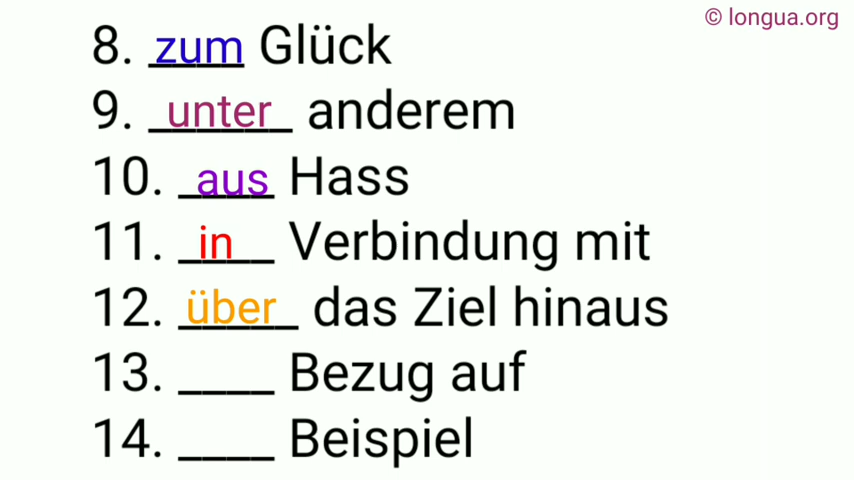 © longua.org
8. zum Glück
9. unter anderem
10. aus Hass
11. in Verbindung mit
12. über das Ziel hinaus
13. ____ Bezug auf
14. ____ Beispiel